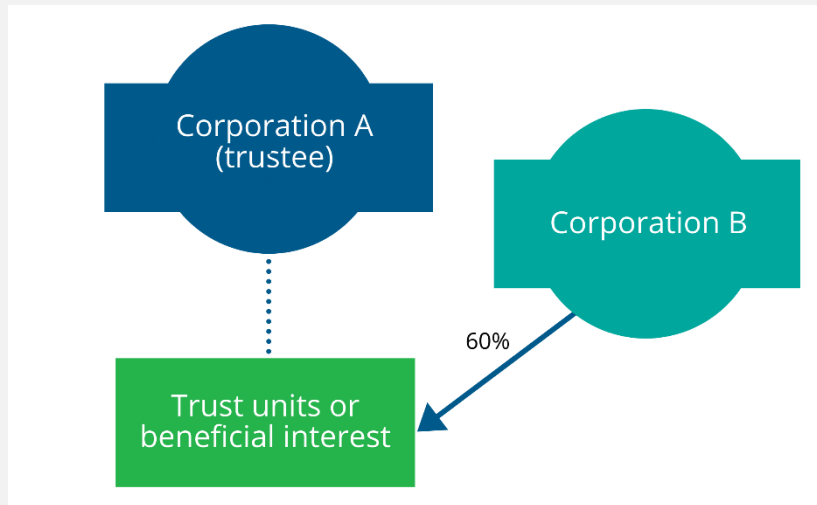 Corporation A
(trustee)
Corporation B
60%
Trust units or
beneficial interest